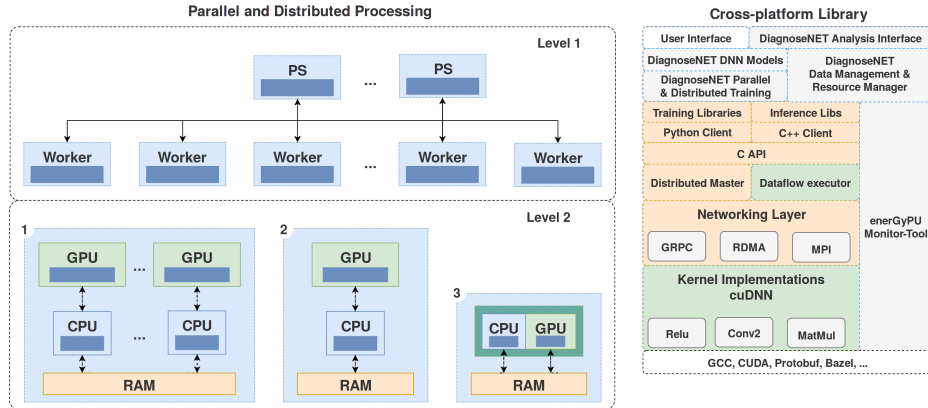 Parallel and Distributed Processing
Level 1
PS
...
PS
Worker
Worker
Worker
...
Worker
Worker
Level 2
1
GPU
...
GPU
CPU
...
CPU
RAM
2
GPU
CPU
RAM
3
CPU
GPU
RAM
Cross-platform Library
User Interface
DiagnoseNET Analysis Interface
DiagnoseNET DNN Models
DiagnoseNET Parallel
& Distributed Training
DiagnoseNET
Data Management &
Resource Manager
Training Libraries
Inference Libs
Python Client
C++ Client
C API
Distributed Master
Dataflow executor
Networking Layer
GRPC
RDMA
MPI
enerGyPU
Monitor-Tool
Kernel Implementations
cuDNN
Relu
Conv2
MatMul
GCC, CUDA, Protobuf, Bazel, ...